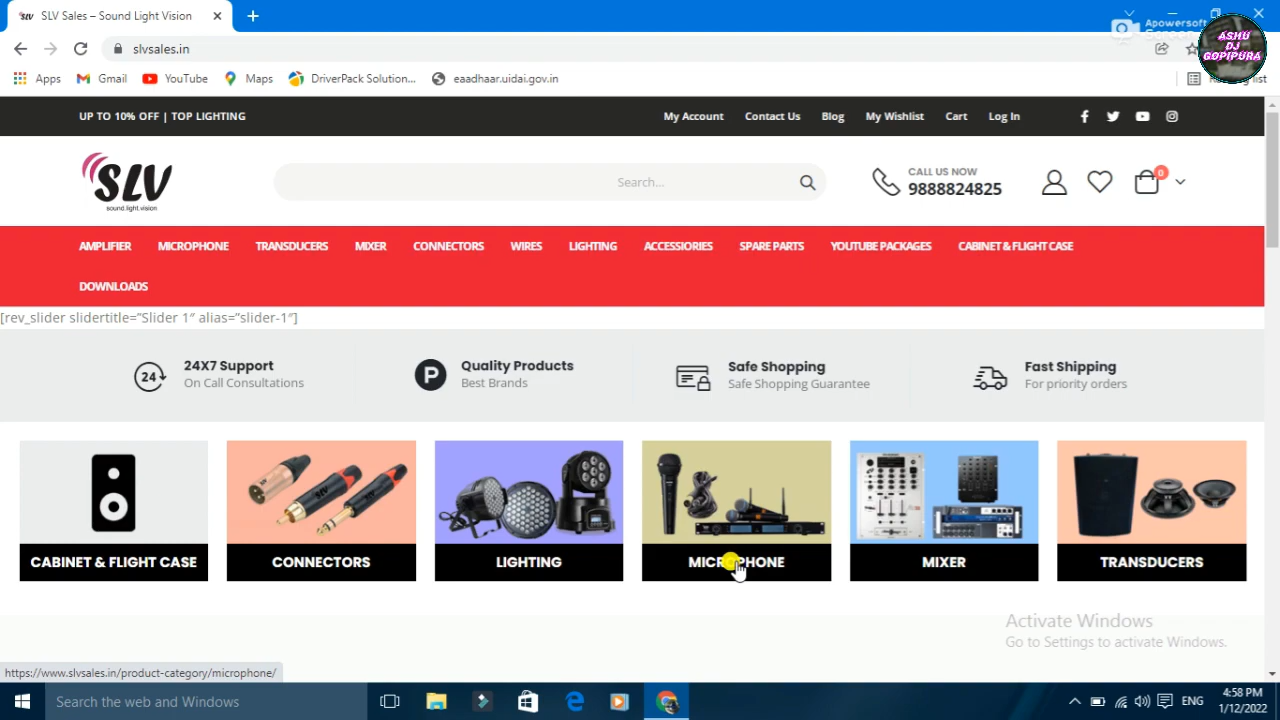 SLV Sales – Sound Light Vision
Apowersoft
slvsales.in
ASHU
DJ
GOPIPURA
Apps
Gmail
YouTube
Maps
DriverPack Solution...
eaadhaar.uidai.gov.in
list
UP TO 10% OFF | TOP LIGHTING
My Account
Contact Us
Blog
My Wishlist
Cart
Log In
SLV
sound.light.vision
Search...
CALL US NOW
9888824825
0
AMPLIFIER
MICROPHONE
TRANSDUCERS
MIXER
CONNECTORS
WIRES
LIGHTING
ACCESSIORIES
SPARE PARTS
YOUTUBE PACKAGES
CABINET & FLIGHT CASE
DOWNLOADS
[rev_slider slidertitle="Slider 1" alias="slider-1"]
24
24X7 Support
On Call Consultations
P
Quality Products
Best Brands
Safe Shopping
Safe Shopping Guarantee
Fast Shipping
For priority orders
CABINET & FLIGHT CASE
CONNECTORS
LIGHTING
MICROPHONE
MIXER
TRANSDUCERS
Activate Windows
Go to Settings to activate Windows.
https://www.slvsales.in/product-category/microphone/
Search the web and Windows
ENG
4:58 PM
1/12/2022